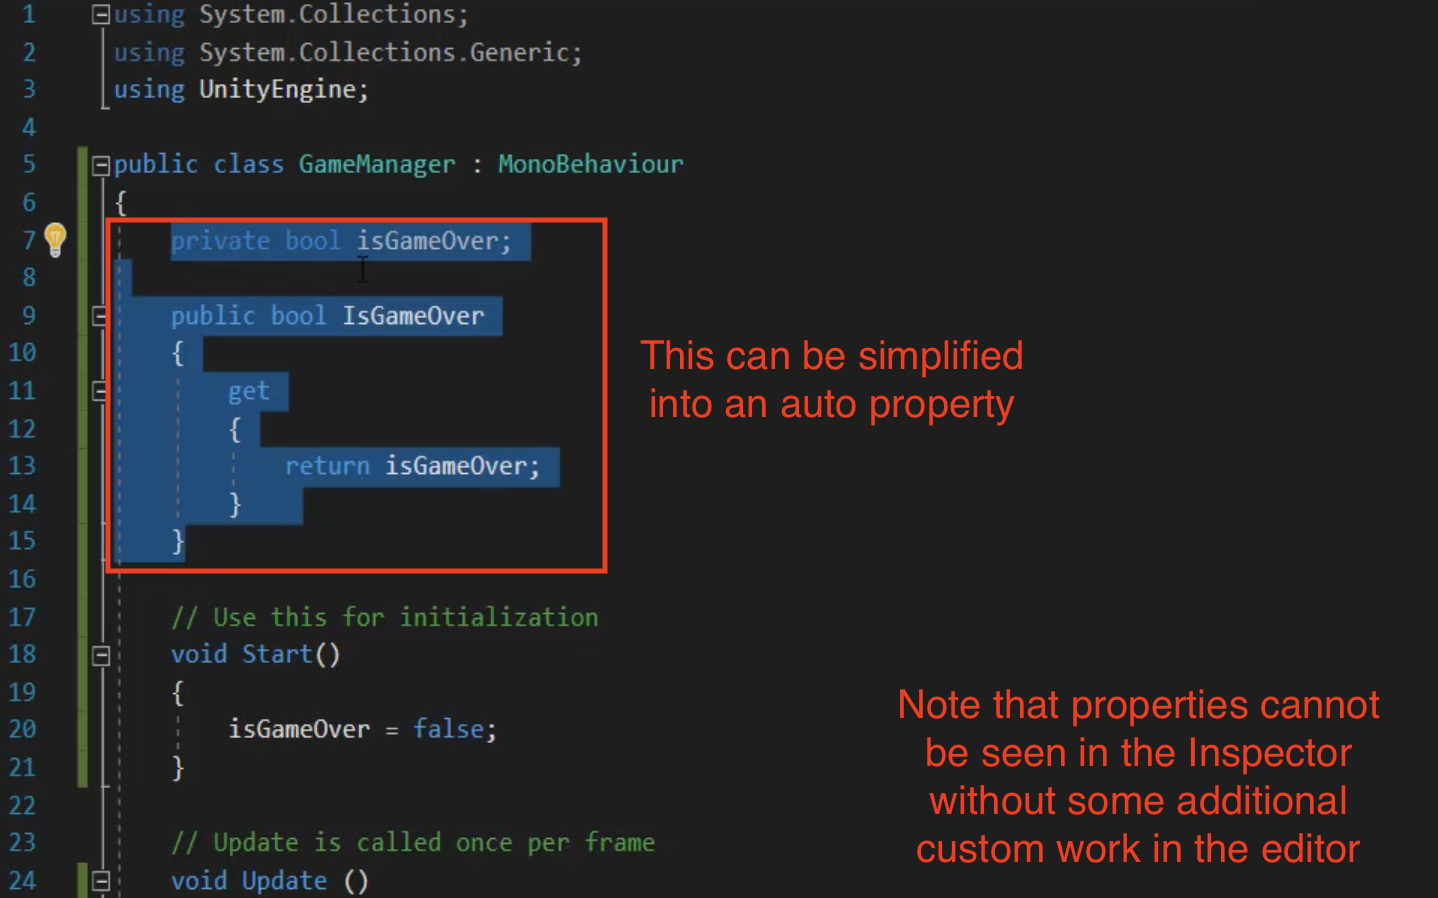 1 using System.Collections;
2 using System.Collections.Generic;
3 using UnityEngine;
4
5 public class GameManager : MonoBehaviour
6 {
7 private bool isGameOver;
8
9 public bool IsGameOver
10 {
11 get
12 {
13 return isGameOver;
14 }
15 }
16
17 // Use this for initialization
18 void Start()
19 {
20 isGameOver = false;
21 }
22
23 // Update is called once per frame
24 void Update ()
This can be simplified
into an auto property
Note that properties cannot
be seen in the Inspector
without some additional
custom work in the editor